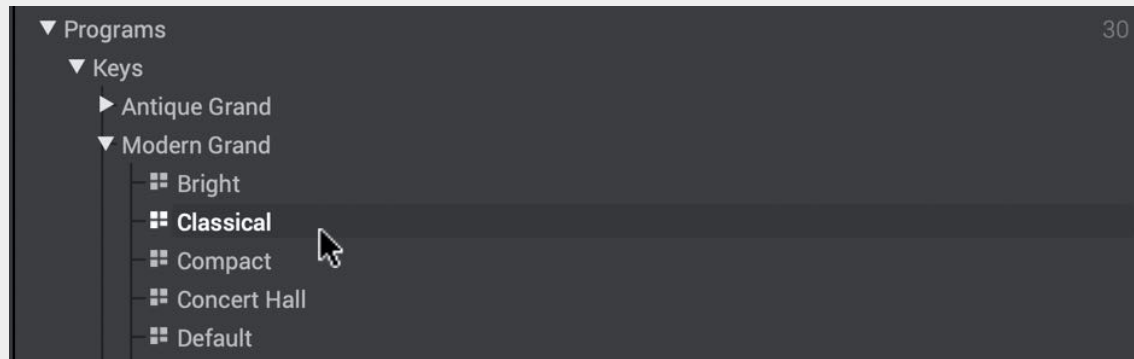 Programs 30
Keys
Antique Grand
Modern Grand
Bright
Classical
Compact
Concert Hall
Default